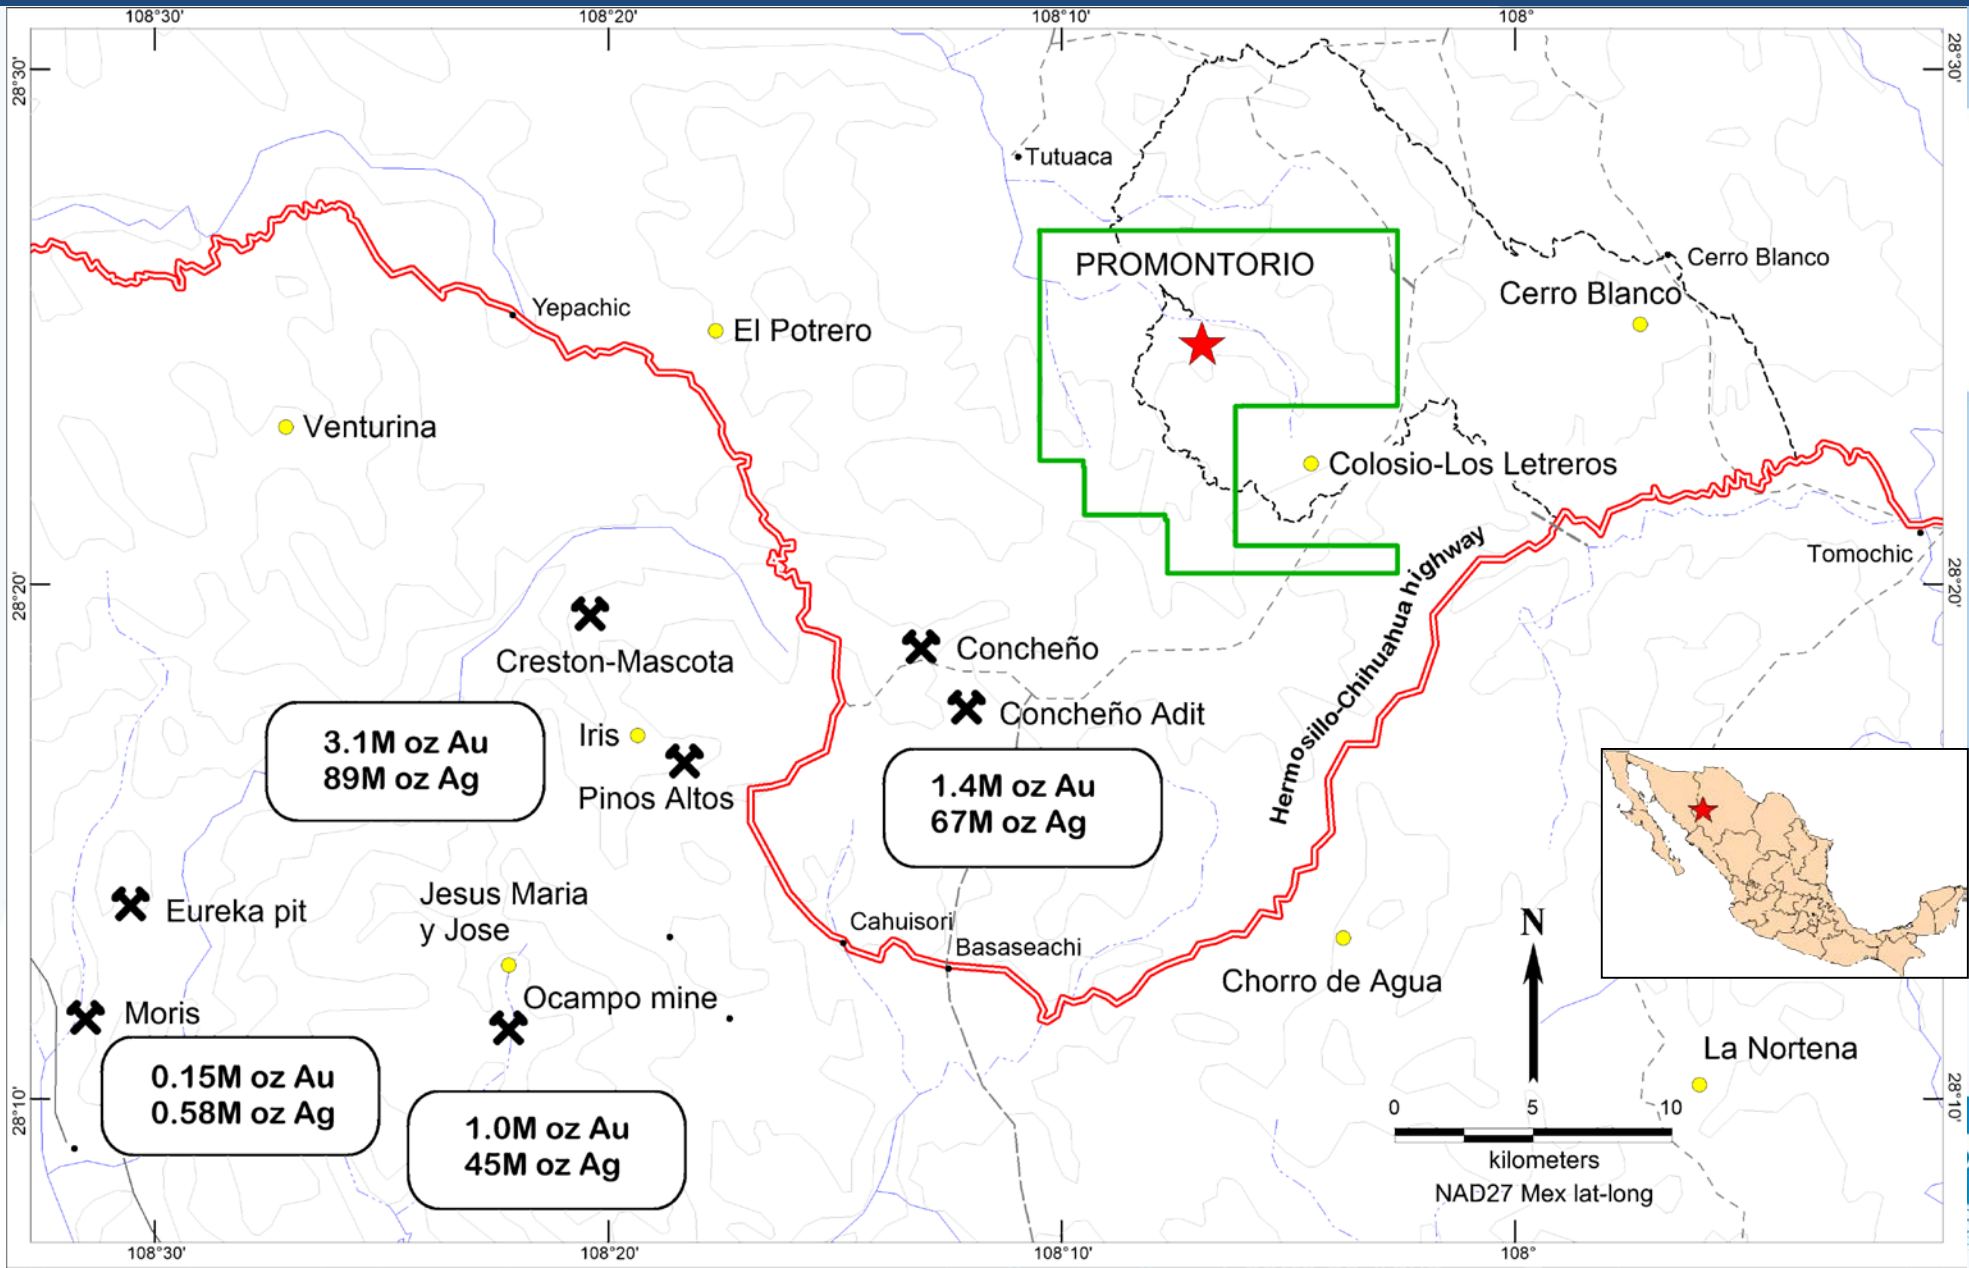 108°30'
108°20'
108°10'
108°
28°30'
28°30'
Tutuaca
PROMONTORIO
Cerro Blanco
Cerro Blanco
Yepachic
El Potrero
Venturina
Colosio-Los Letreros
Tomochic
28°20'
28°20'
Hermosillo-Chihuahua highway
Creston-Mascota
Concheño
Concheño Adit
Iris
Pinos Altos
3.1M oz Au
89M oz Ag
1.4M oz Au
67M oz Ag
Eureka pit
Jesus Maria
y Jose
Cahuisori
Basaseachi
N
Chorro de Agua
Ocampo mine
Moris
La Nortena
0.15M oz Au
0.58M oz Ag
1.0M oz Au
45M oz Ag
28°10'
28°10'
0 5 10
kilometers
NAD27 Mex lat-long
108°30'
108°20'
108°10'
108°